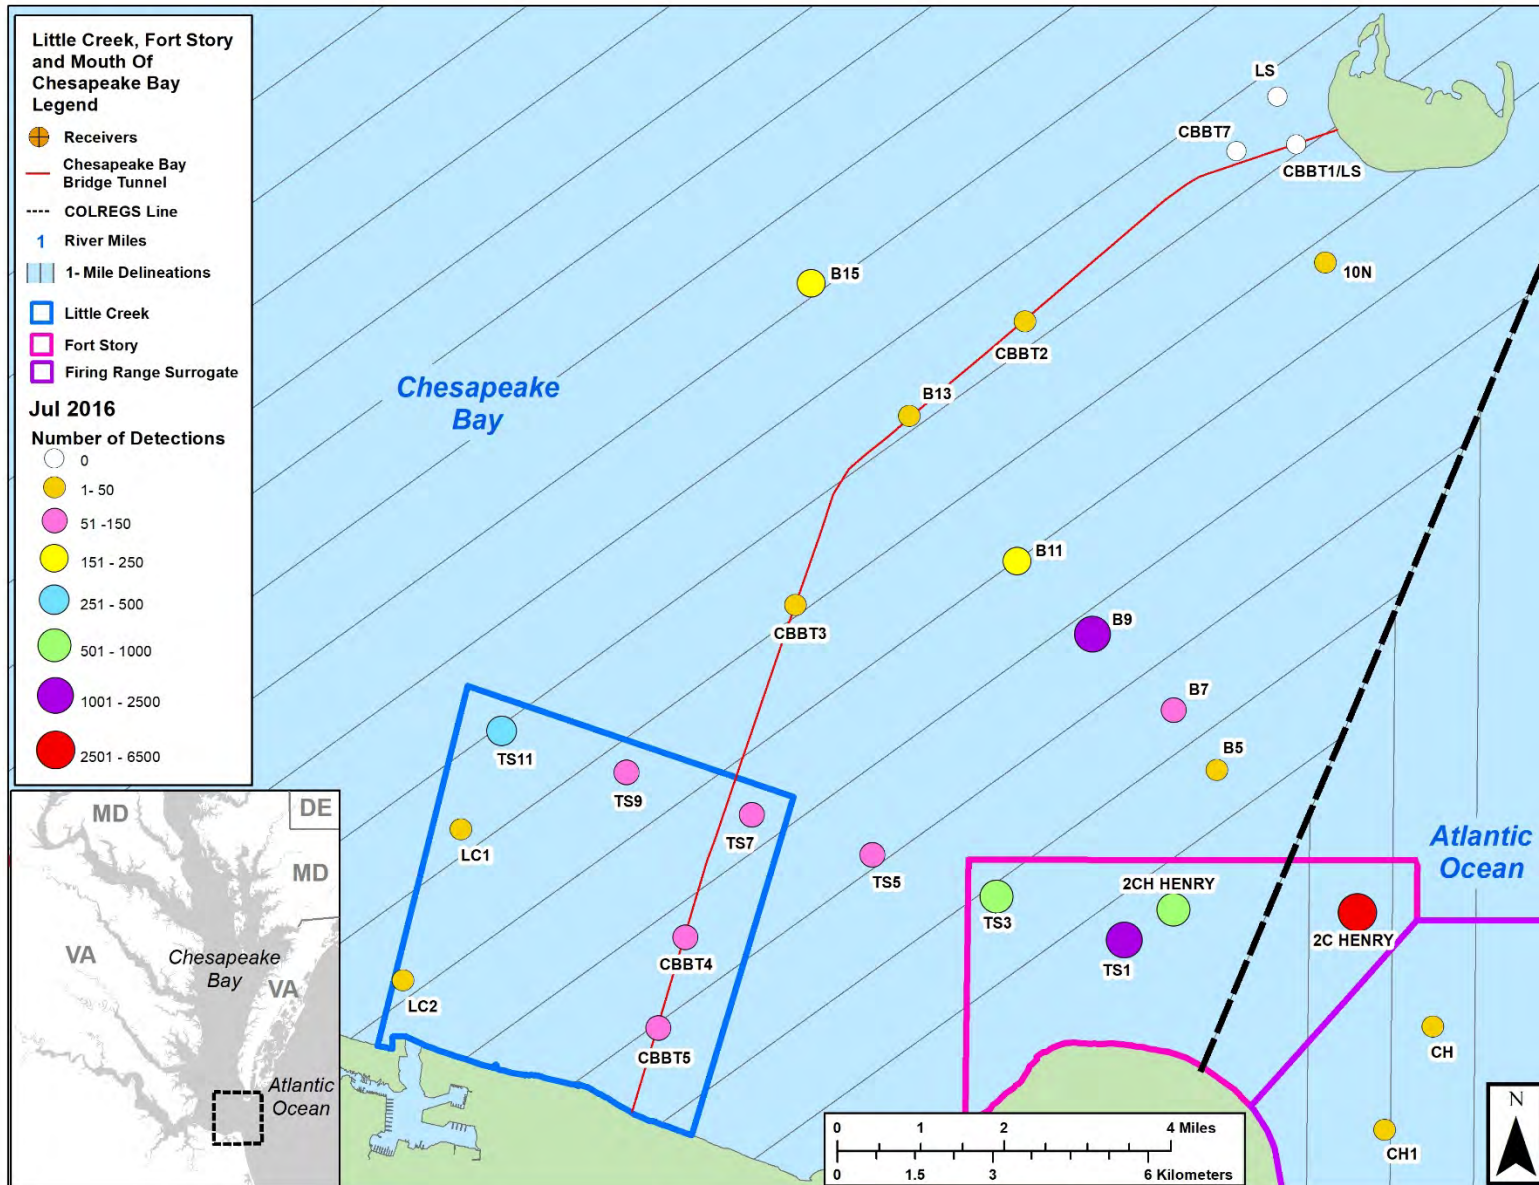 Little Creek, Fort Story
and Mouth Of
Chesapeake Bay
Legend
Receivers
Chesapeake Bay
Bridge Tunnel
COLREGS Line
1 River Miles
1- Mile Delineations
Little Creek
Fort Story
Firing Range Surrogate
Jul 2016
Number of Detections
0
1- 50
51 -150
151 - 250
251 - 500
501 - 1000
1001 - 2500
2501 - 6500
LS
CBBT7
CBBT1/LS
10N
B15
CBBT2
Chesapeake
Bay
B13
B11
CBBT3
B9
B7
B5
TS11
TS9
TS7
LC1
TS5
Atlantic
Ocean
2CH HENRY
TS3
2C HENRY
TS1
CBBT4
LC2
CBBT5
CH
CH1
MD
DE
MD
VA
Chesapeake
Bay
VA
Atlantic
Ocean
0 1 2 4 Miles
0 1.5 3 6 Kilometers
N